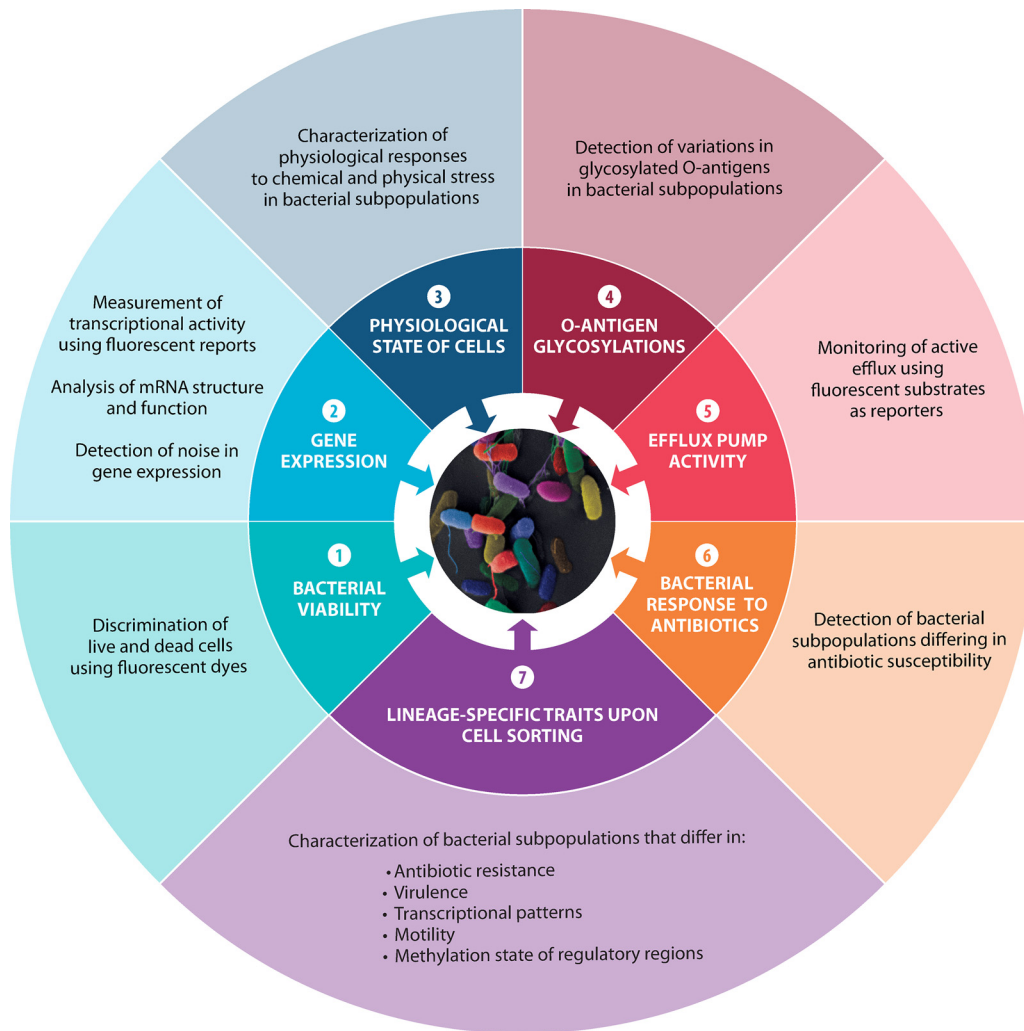 Characterization of
physiological responses
to chemical and physical stress
in bacterial subpopulations
Detection of variations in
glycosylated O-antigens
in bacterial subpopulations
Measurement of
transcriptional activity
using fluorescent reports
Analysis of mRNA structure
and function
Detection of noise in
gene expression
3
PHYSIOLOGICAL
STATE OF CELLS
4
O-ANTIGEN
GLYCOSYLATIONS
Monitoring of active
efflux using
fluorescent substrates
as reporters
2
GENE
EXPRESSION
5
EFFLUX PUMP
ACTIVITY
1
BACTERIAL
VIABILITY
6
BACTERIAL
RESPONSE TO
ANTIBIOTICS
Discrimination of
live and dead cells
using fluorescent dyes
Detection of bacterial
subpopulations differing in
antibiotic susceptibility
7
LINEAGE-SPECIFIC TRAITS UPON
CELL SORTING
Characterization of bacterial subpopulations that differ in:
• Antibiotic resistance
• Virulence
• Transcriptional patterns
• Motility
• Methylation state of regulatory regions